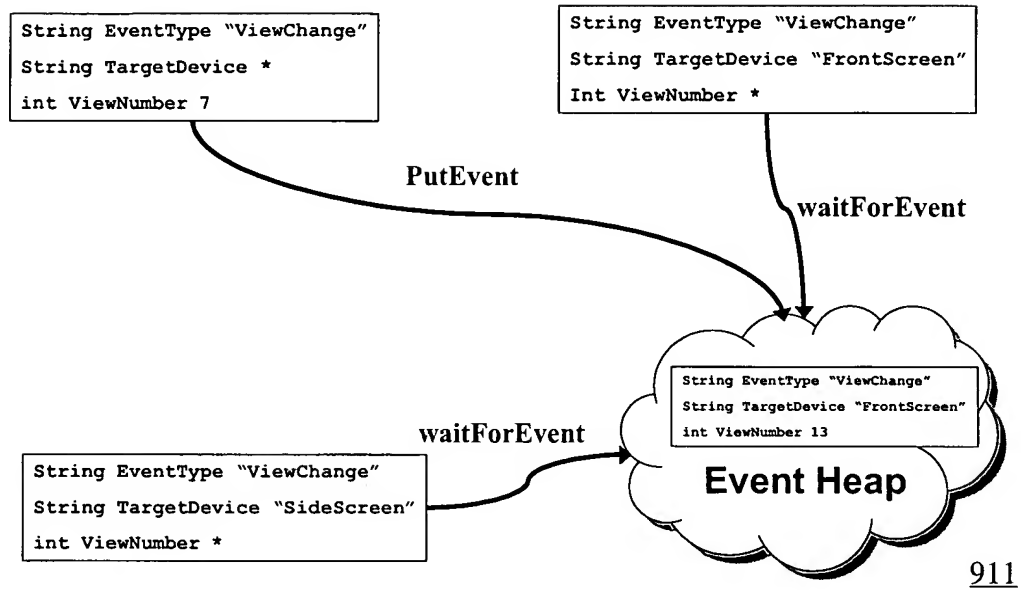 String EventType “ViewChange”
String TargetDevice *
int ViewNumber 7
String EventType “ViewChange”
String TargetDevice “FrontScreen”
Int ViewNumber *
PutEvent
waitForEvent
String EventType “ViewChange”
String TargetDevice “FrontScreen”
int ViewNumber 13
Event Heap
waitForEvent
String EventType “ViewChange”
String TargetDevice “SideScreen”
int ViewNumber *
911